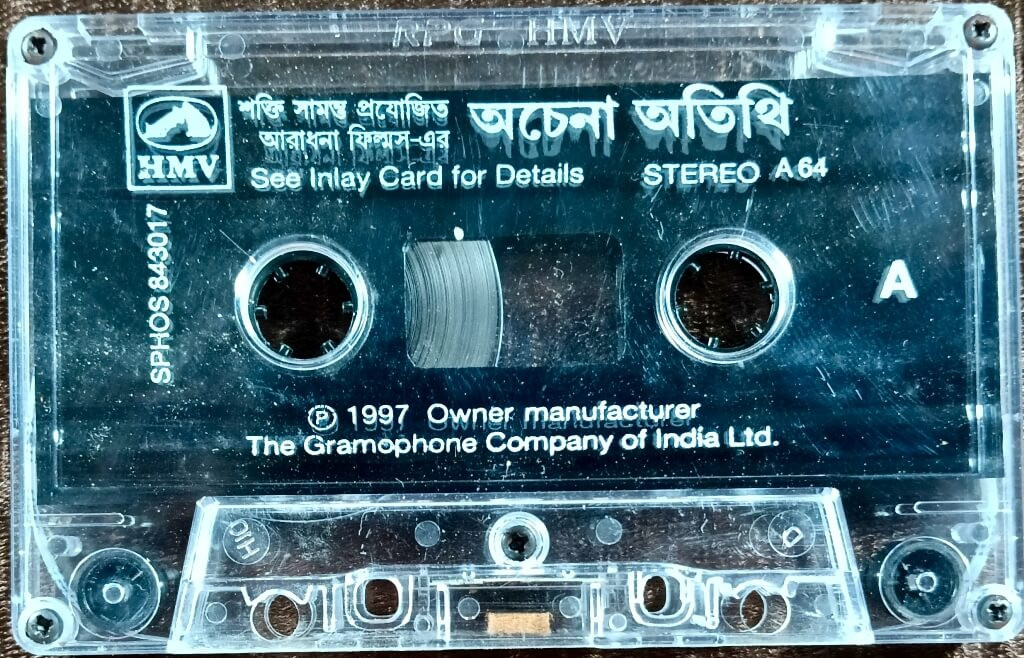 RPG HMV
শক্তি সামন্ত প্রযোজিত
আরাধনা ফিল্মস-এর
অচেনা অতিথি
HMV
See Inlay Card for Details
STEREO A 64
SPHOS 843017
A
Ⓟ 1997 Owner manufacturer
The Gramophone Company of India Ltd.